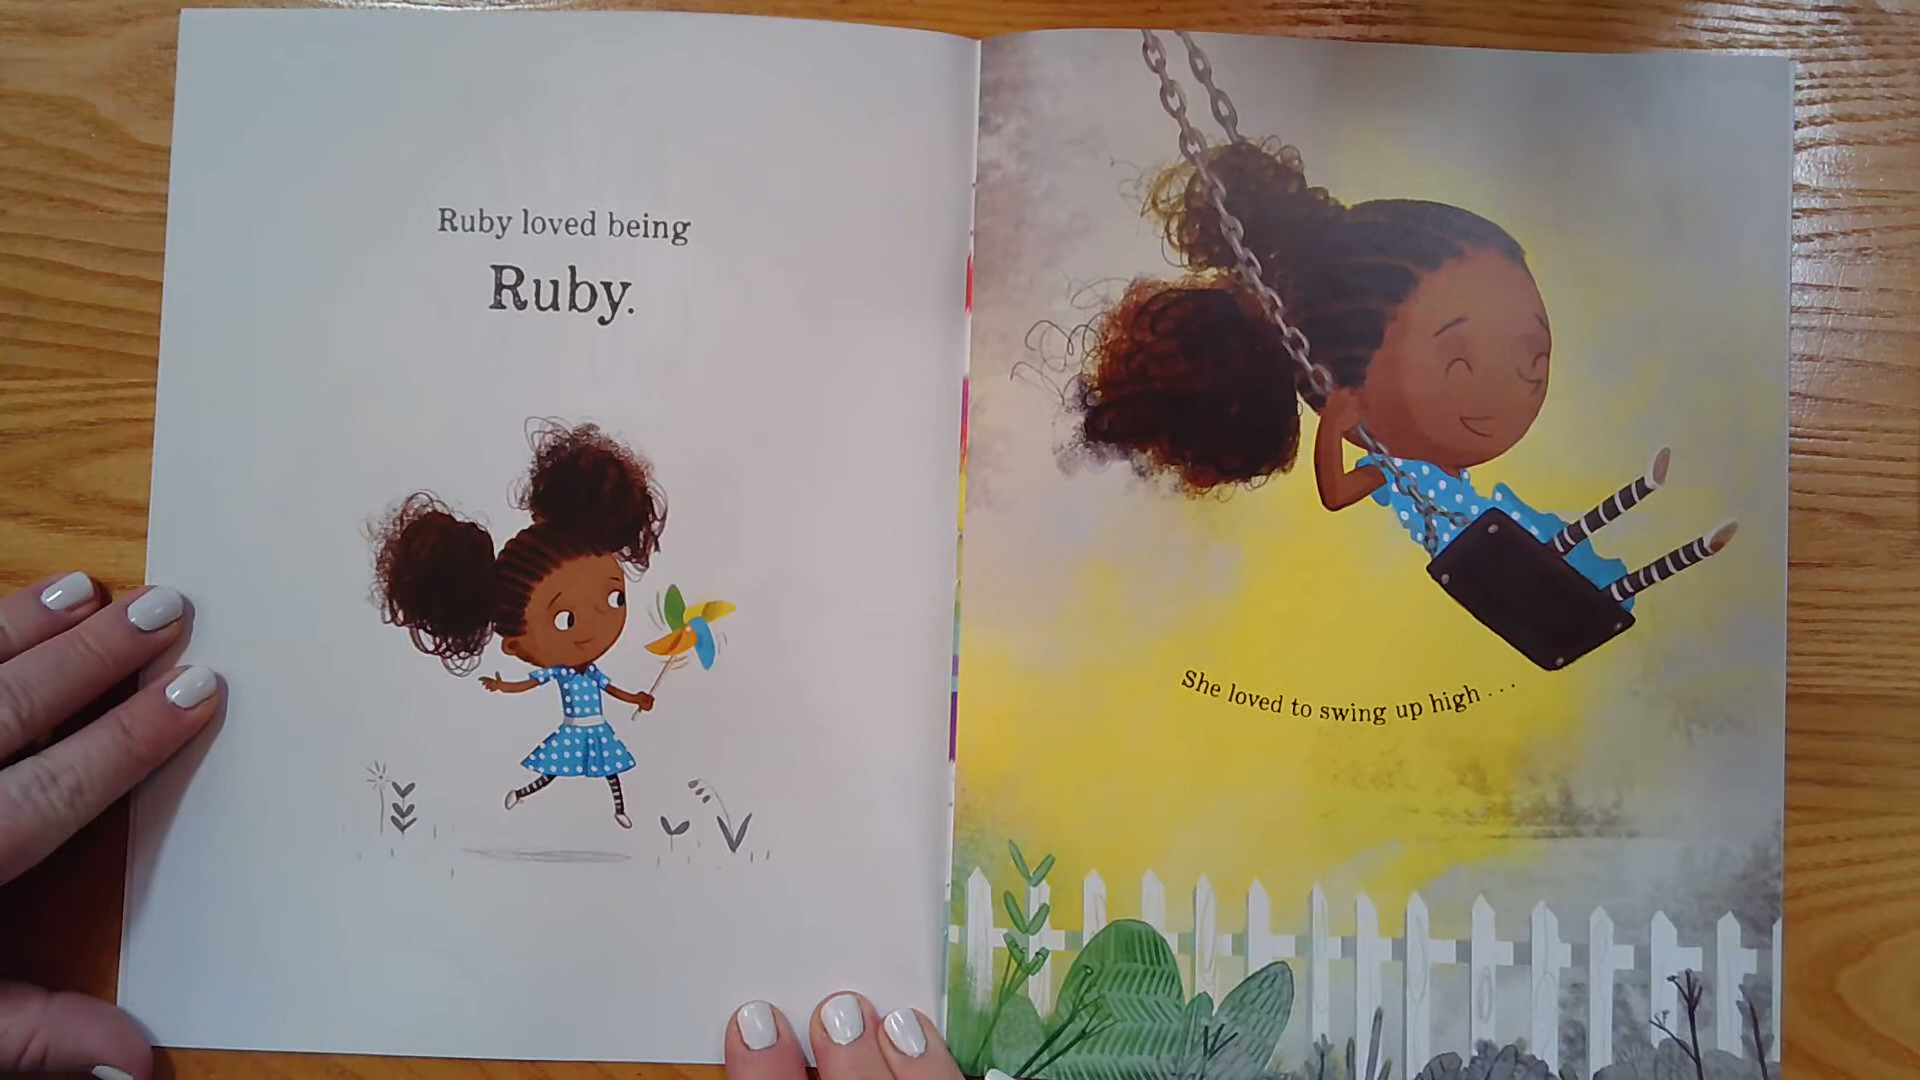 Ruby loved being
Ruby.
She loved to swing up high . . .